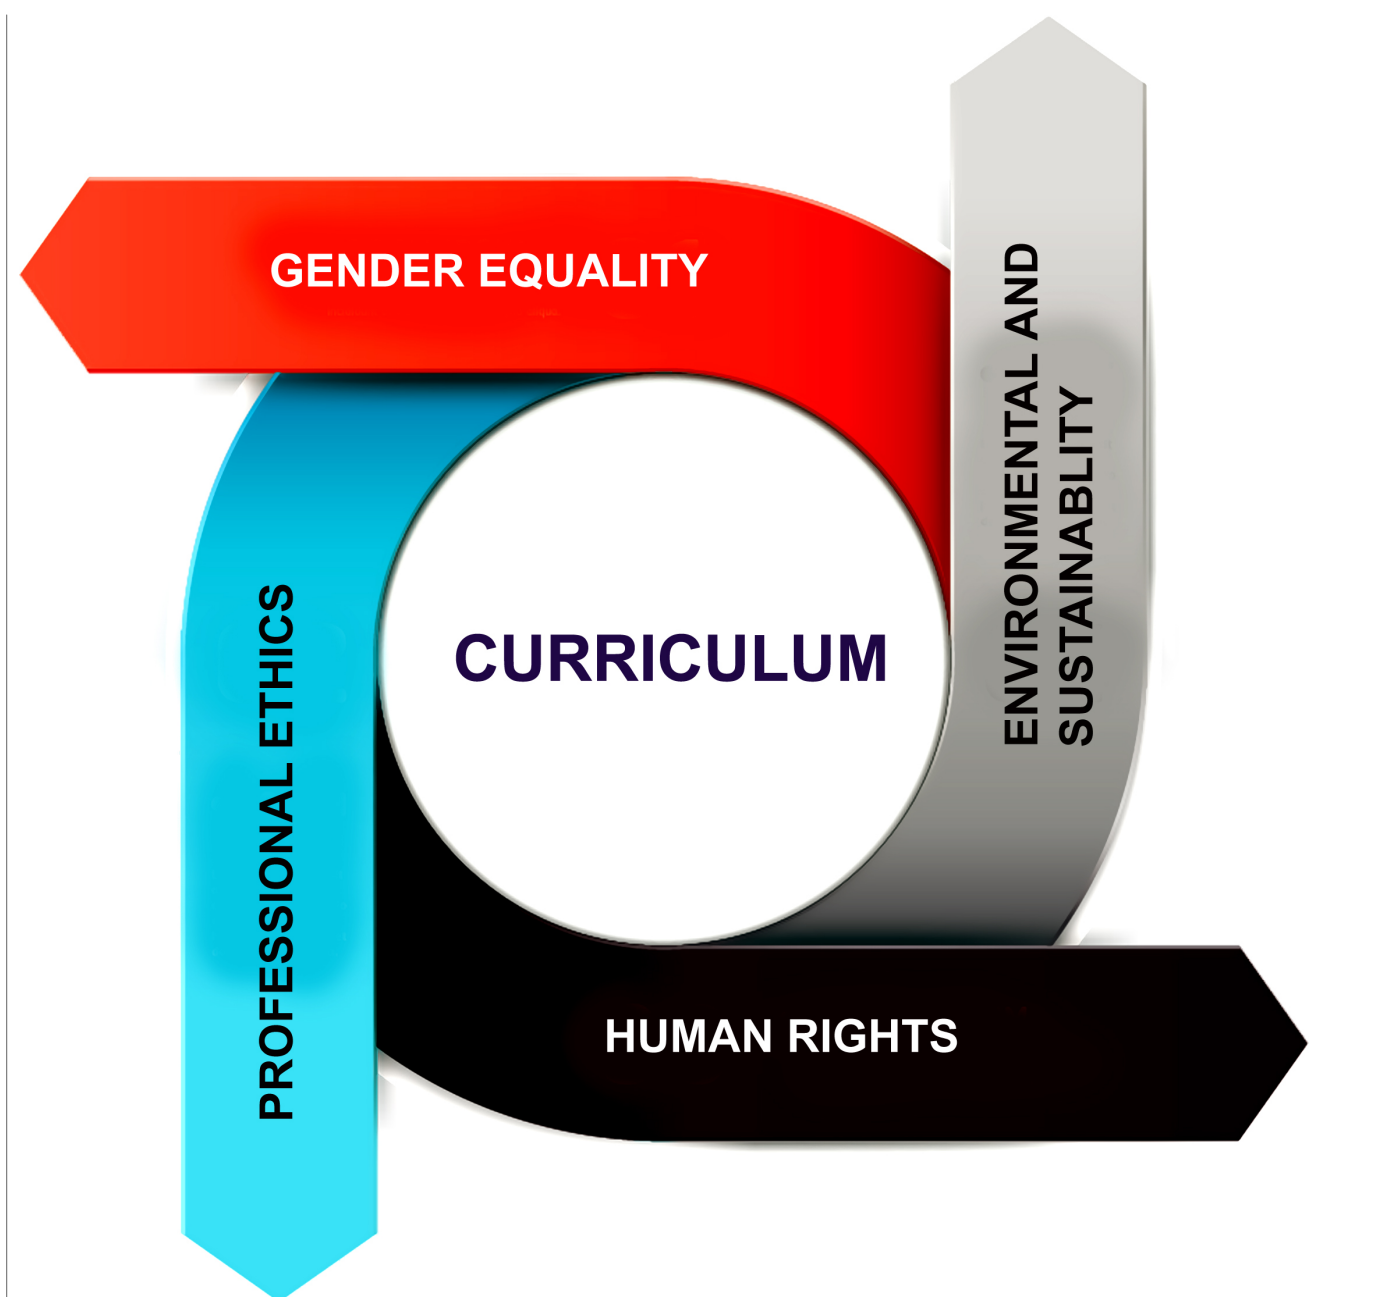 GENDER EQUALITY
ENVIRONMENTAL AND
SUSTAINABLITY
CURRICULUM
PROFESSIONAL ETHICS
HUMAN RIGHTS